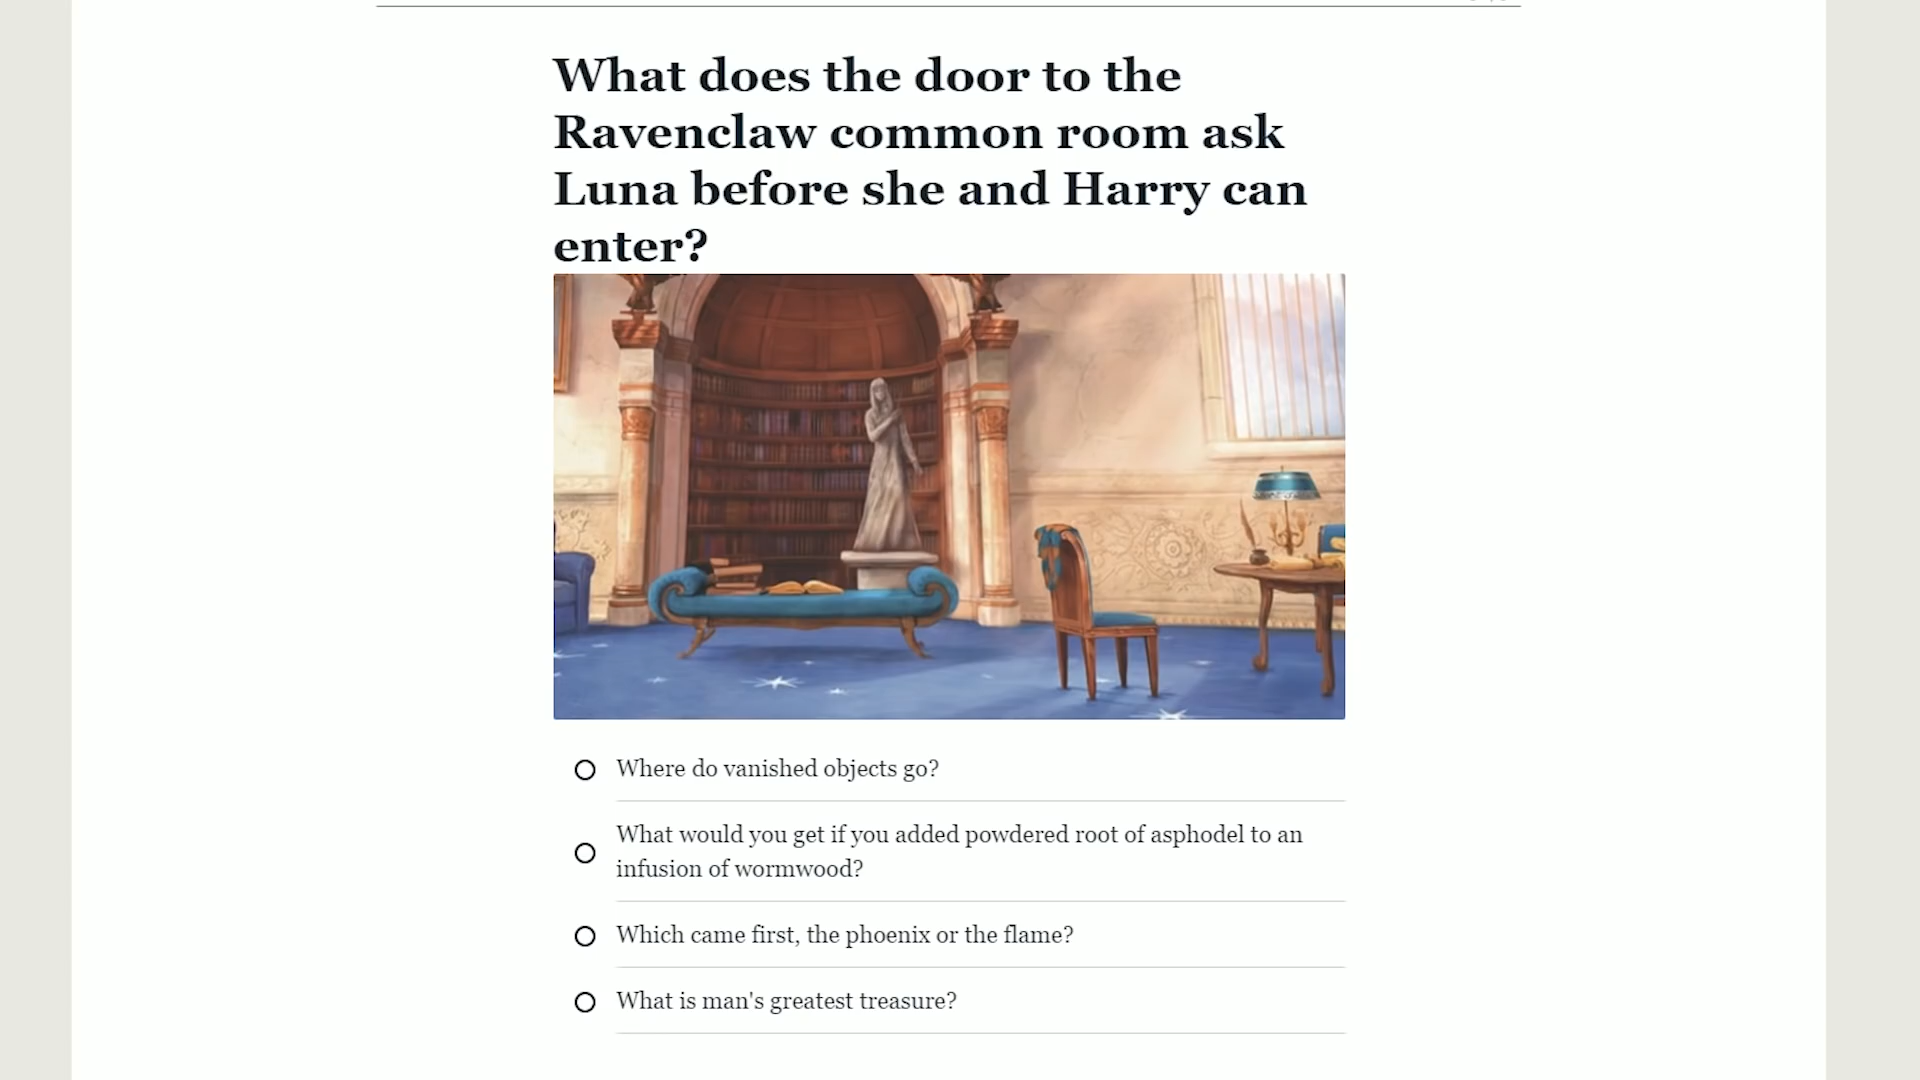 What does the door to the
Ravenclaw common room ask
Luna before she and Harry can
enter?
Where do vanished objects go?
What would you get if you added powdered root of asphodel to an
infusion of wormwood?
Which came first, the phoenix or the flame?
What is man's greatest treasure?